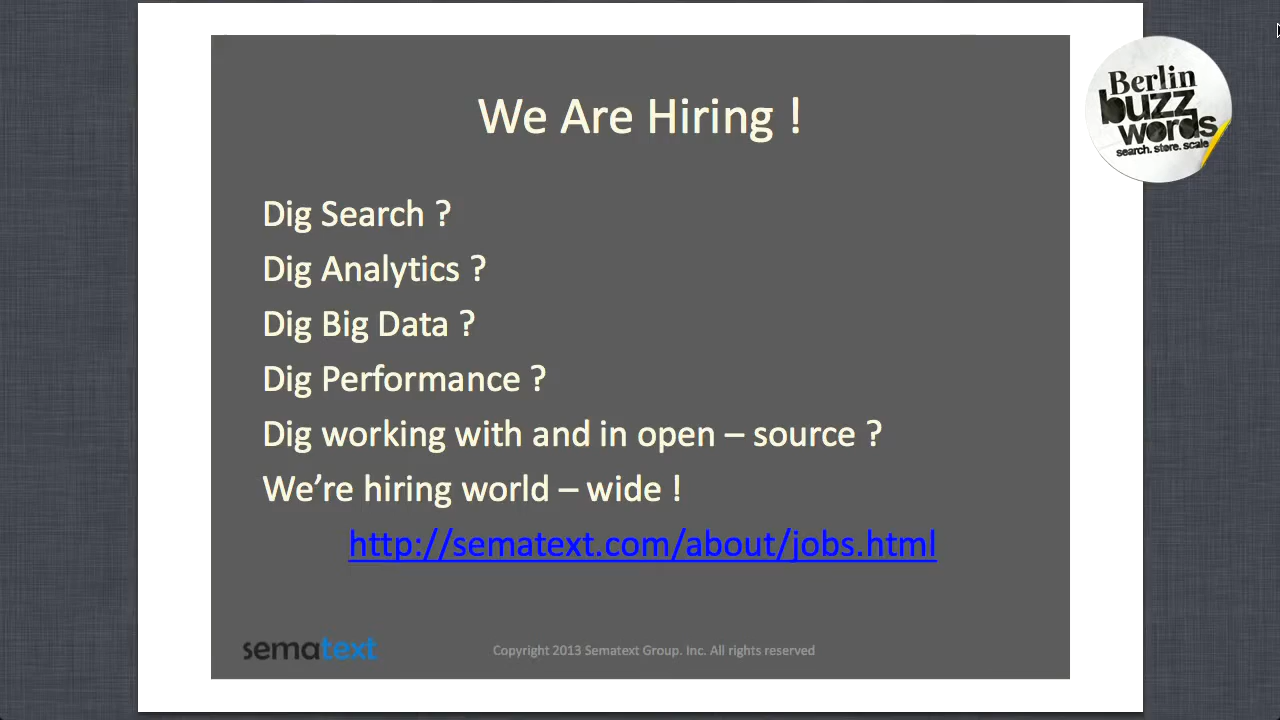 We Are Hiring !
Berlin
buzz
words
search. store. scale
Dig Search ?
Dig Analytics ?
Dig Big Data ?
Dig Performance ?
Dig working with and in open – source ?
We’re hiring world – wide !
http://sematext.com/about/jobs.html
sematext
Copyright 2013 Sematext Group. Inc. All rights reserved